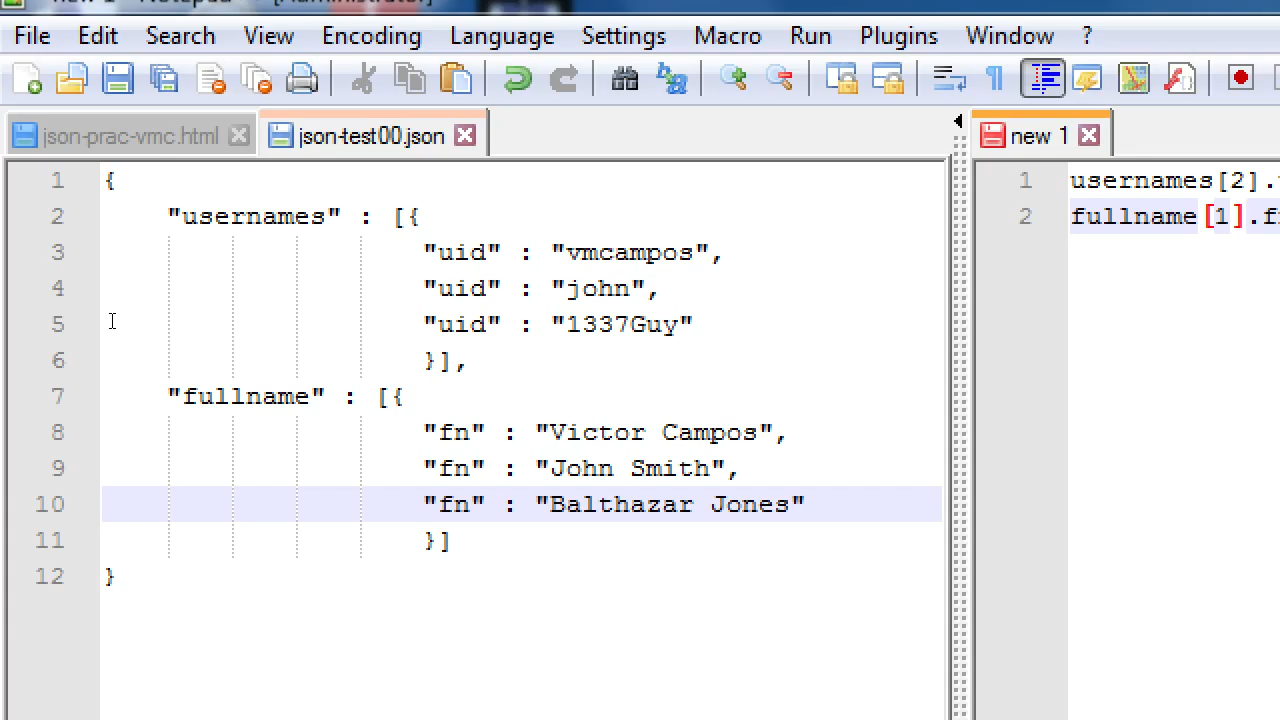 File Edit Search View Encoding Language Settings Macro Run Plugins Window ?
json-prac-vmc.html json-test00.json new 1
1 {
2 "usernames" : [{
3 "uid" : "vmcampos",
4 "uid" : "john",
5 "uid" : "1337Guy"
6 }],
7 "fullname" : [{
8 "fn" : "Victor Campos",
9 "fn" : "John Smith",
10 "fn" : "Balthazar Jones"
11 }]
12 }
1 usernames[2].
2 fullname[1].f